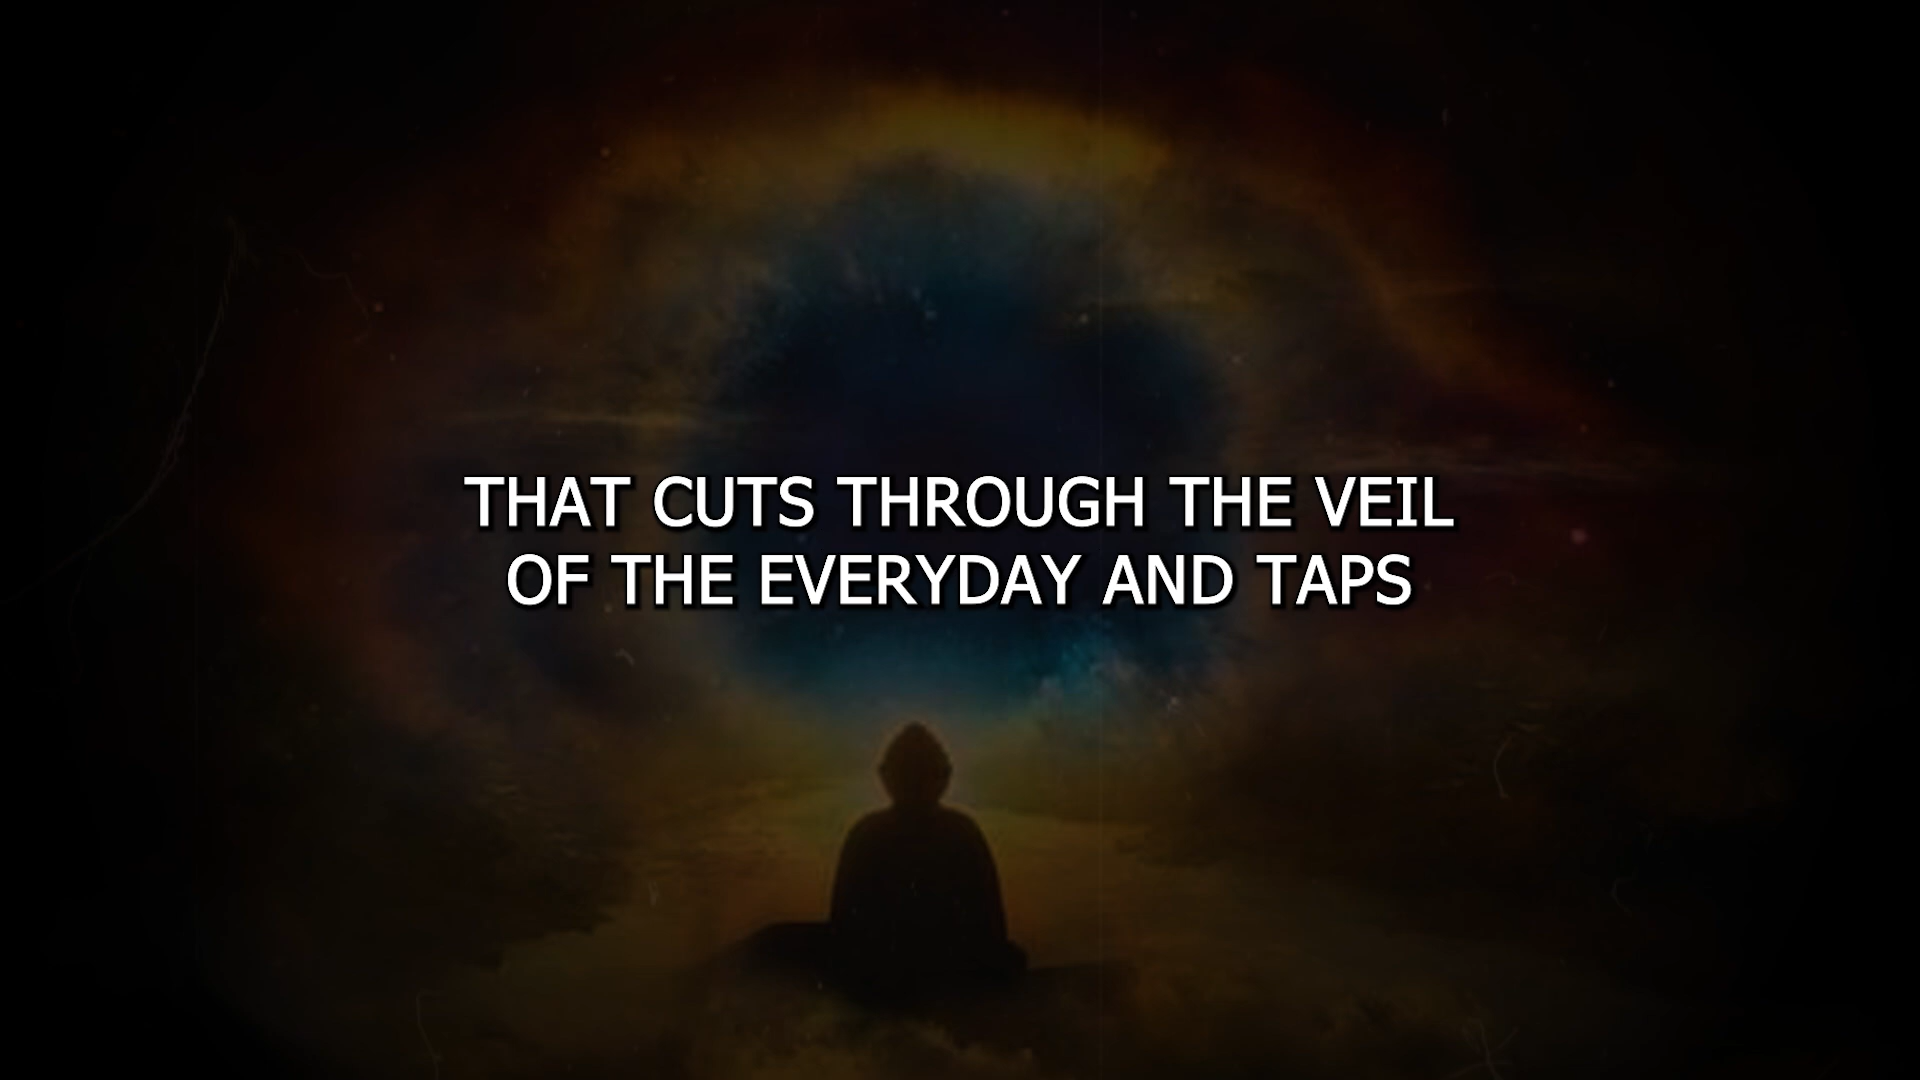 THAT CUTS THROUGH THE VEIL
OF THE EVERYDAY AND TAPS